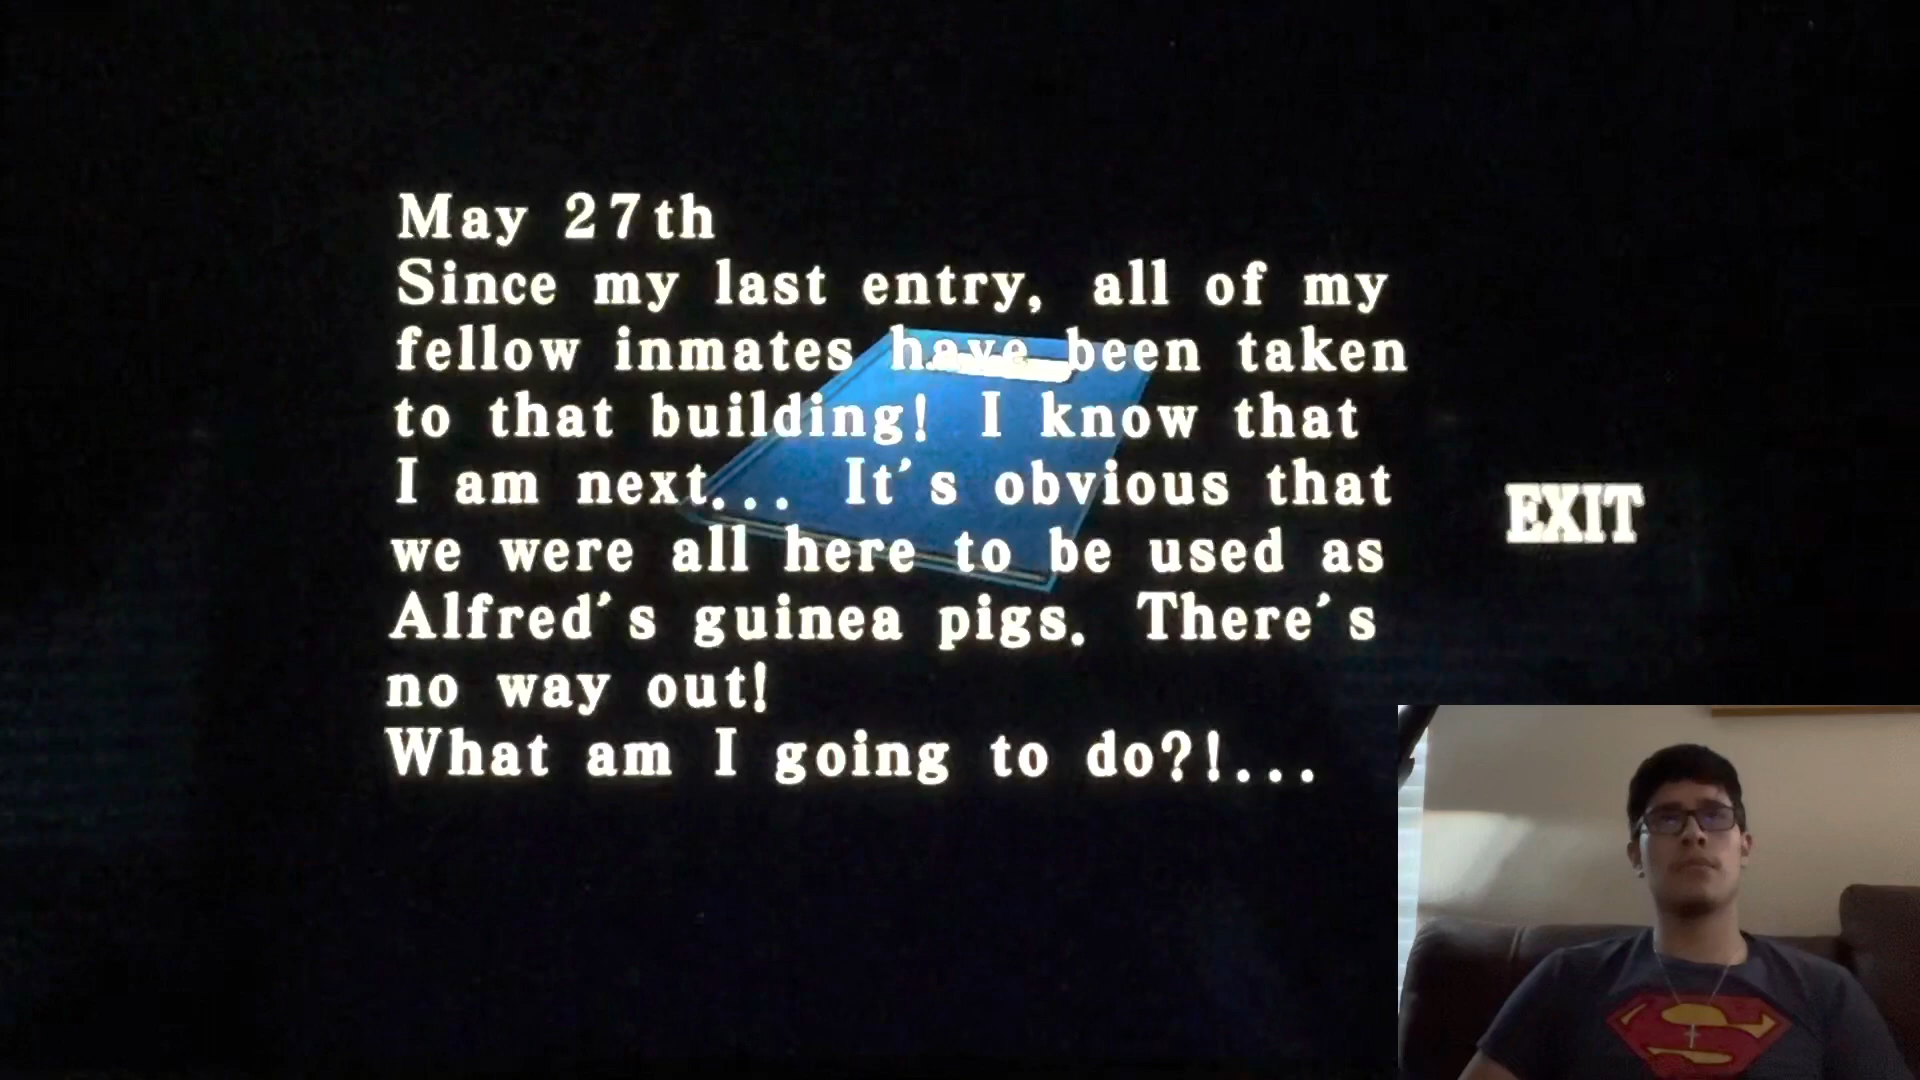 May 27th
Since my last entry, all of my
fellow inmates have been taken
to that building! I know that
I am next... It's obvious that
we were all here to be used as
Alfred's guinea pigs. There's
no way out!
What am I going to do?!...
EXIT